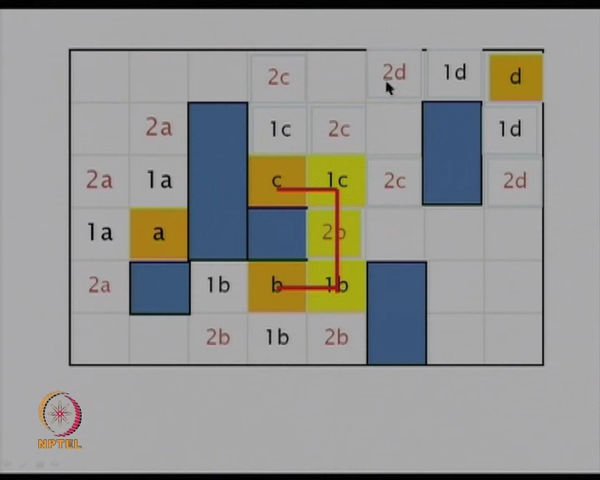 2c 2d 1d d
2a 1c 2c 1d
2a 1a c 1c 2c 2d
1a a 2b
2a 1b b 1b
2b 1b 2b
NPTEL